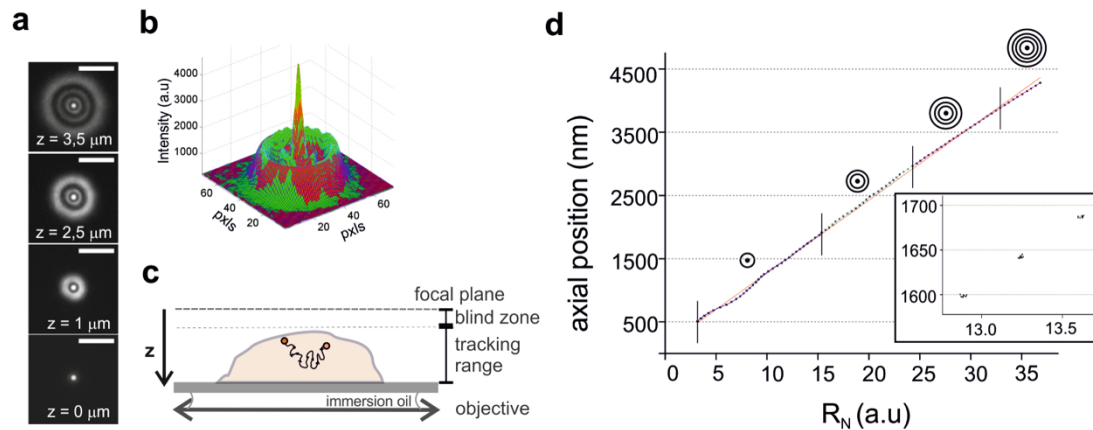 a
z = 3,5 µm
z = 2,5 µm
z = 1 µm
z = 0 µm
b
Intensity (a.u)
4000
3000
2000
1000
60
40
20
pxls
20
40
60
pxls
c
focal plane
blind zone
z
tracking
range
immersion oil
objective
d
axial position (nm)
4500
3500
2500
1500
500
0
5
10
15
20
25
30
35
R_N (a.u)
1700
1650
1600
13.0
13.5